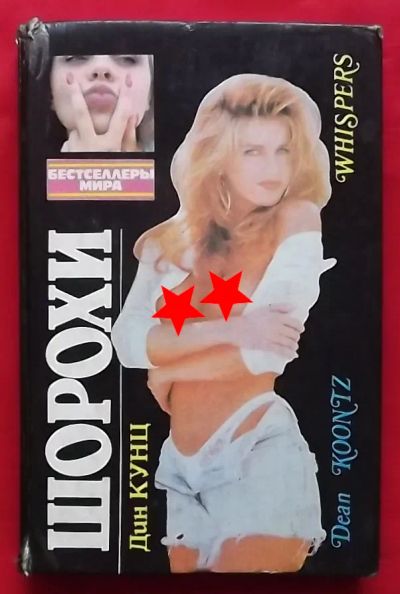 БЕСТСЕЛЛЕРЫ
МИРА
ШОРОХИ
Дин КУНЦ
WHISPERS
Dean KOONTZ